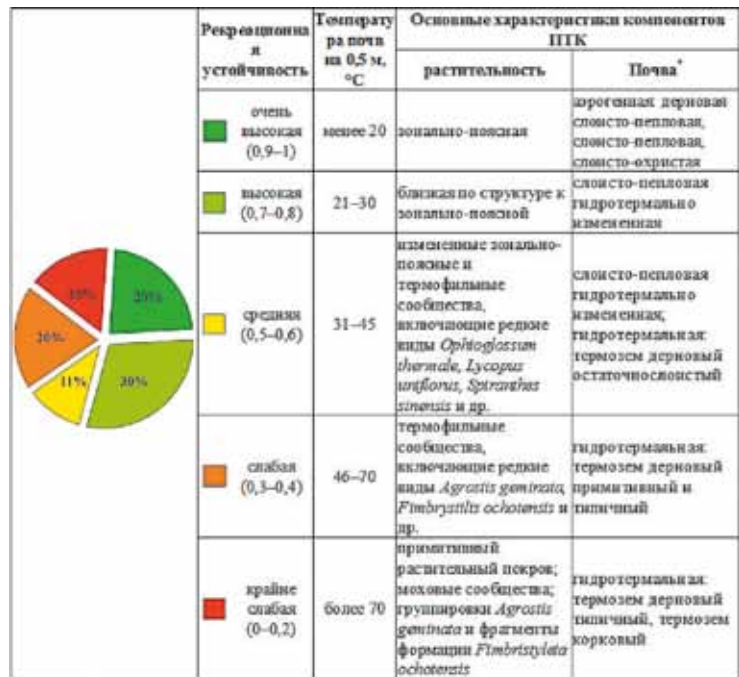 Рекреационна
я
устойчивость
Температу
ра почв
на 0,5 м,
°С
Основные характеристики компонентов
ПТК
растительность
Почва*
очень
высокая
(0,9–1)
менее 20
зонально-поясная
аэрогенная дерновая
слоисто-пепловая,
слоисто-пепловая,
слоисто-охристая
высокая
(0,7–0,8)
21–30
близкая по структуре к
зонально-поясной
слоисто-пепловая
гидротермально
измененная
средняя
(0,5–0,6)
31–45
измененные зонально-
поясные и
термофильные
сообщества,
включающие редкие
виды Ophioglossum
thermale, Lycopus
uniflorus, Spiranthes
sinensis и др.
слоисто-пепловая
гидротермально
измененная;
гидротермальная:
термозем дерновый
остаточнослоистый
слабая
(0,3–0,4)
46–70
термофильные
сообщества,
включающие редкие
виды Agrostis geminata,
Fimbrystilis ochotensis и
др.
гидротермальная:
термозем дерновый
примитивный и
типичный
крайне
слабая
(0–0,2)
более 70
примитивный
растительный покров;
моховые сообщества;
группировки Agrostis
geminata и фрагменты
формации Fimbristyleta
ochotensis
гидротермальная:
термозем дерновый
типичный, термозем
корковый
11%